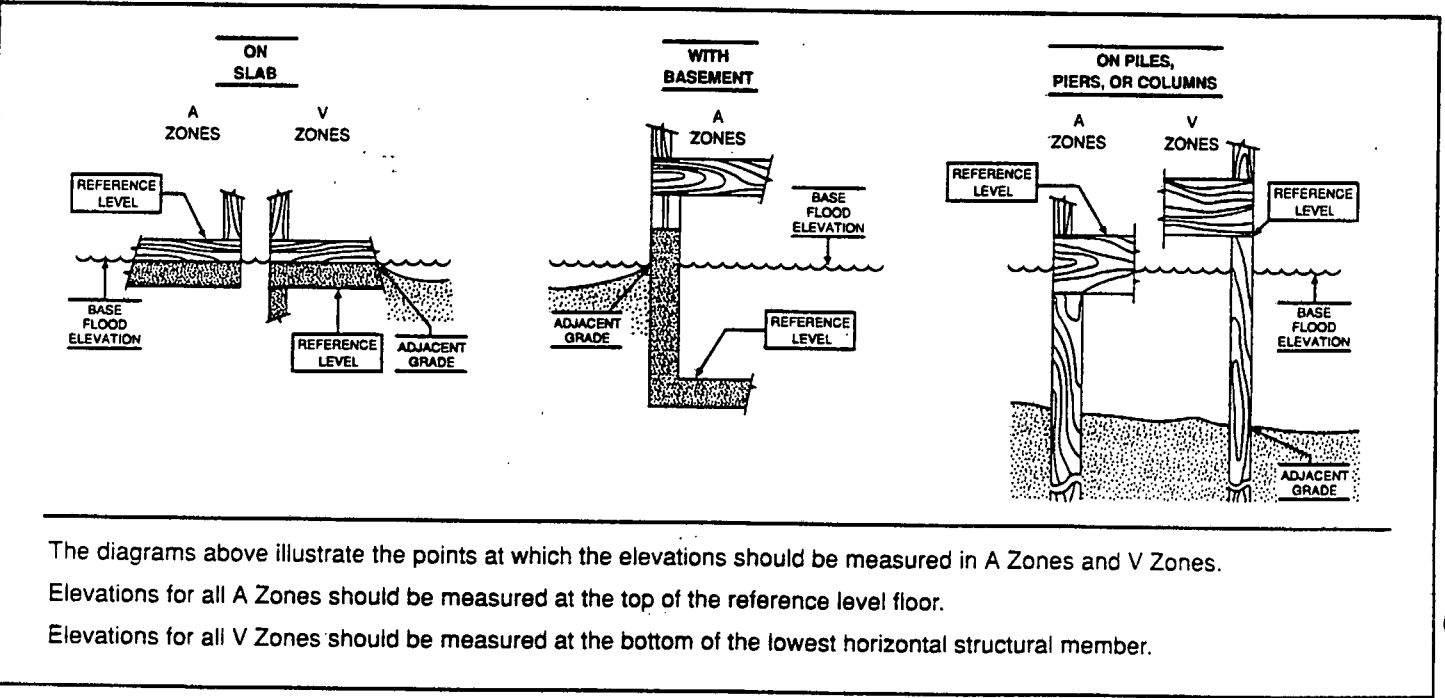 ON
SLAB
A
ZONES
V
ZONES
REFERENCE
LEVEL
BASE
FLOOD
ELEVATION
REFERENCE
LEVEL
ADJACENT
GRADE
WITH
BASEMENT
A
ZONES
BASE
FLOOD
ELEVATION
ADJACENT
GRADE
REFERENCE
LEVEL
ON PILES,
PIERS, OR COLUMNS
A
ZONES
V
ZONES
REFERENCE
LEVEL
REFERENCE
LEVEL
BASE
FLOOD
ELEVATION
ADJACENT
GRADE
The diagrams above illustrate the points at which the elevations should be measured in A Zones and V Zones.
Elevations for all A Zones should be measured at the top of the reference level floor.
Elevations for all V Zones should be measured at the bottom of the lowest horizontal structural member.